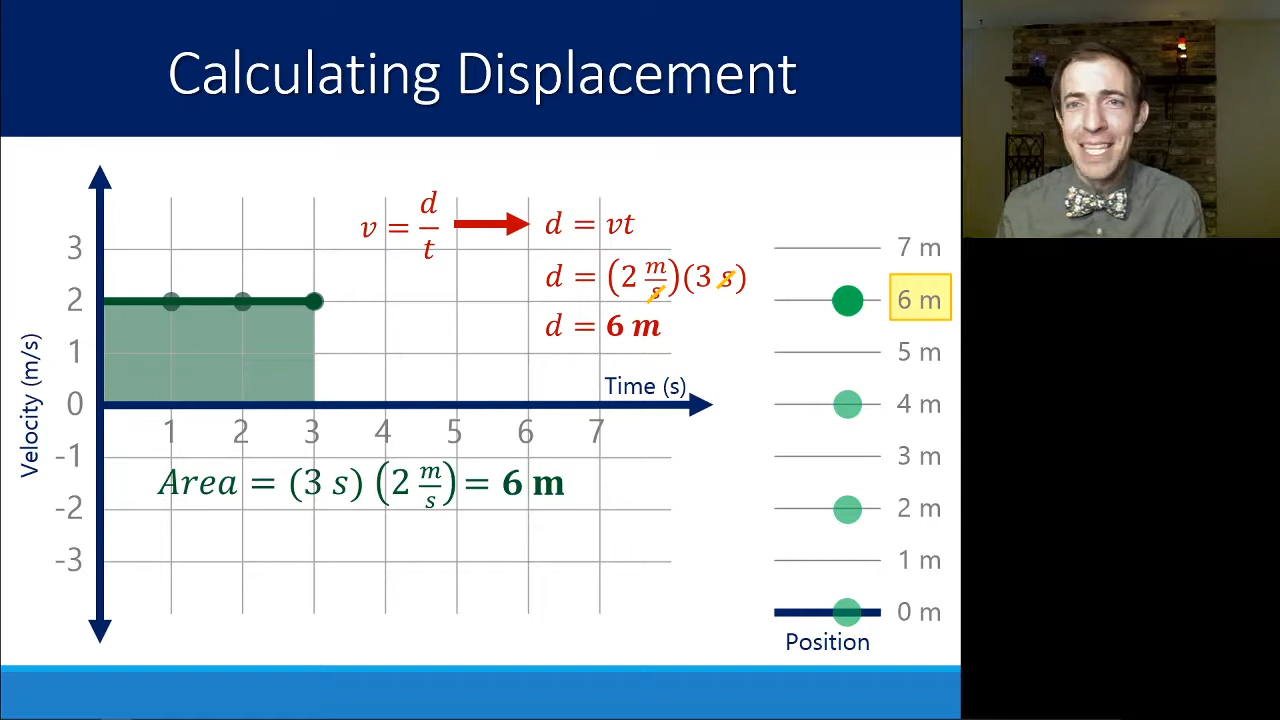 Calculating Displacement
v = d/t
d = vt
d = (2 m/s)(3 s)
d = 6 m
3
2
1
0
-1
-2
-3
Velocity (m/s)
Time (s)
1 2 3 4 5 6 7
Area = (3 s) (2 m/s) = 6 m
7 m
6 m
5 m
4 m
3 m
2 m
1 m
0 m
Position